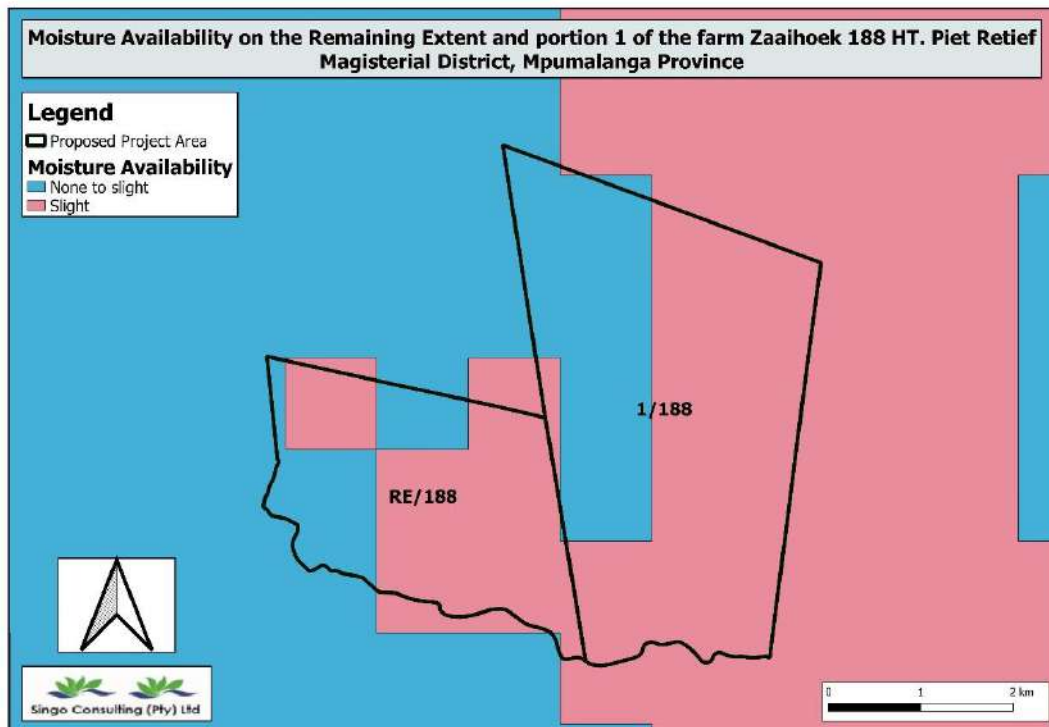 Moisture Availability on the Remaining Extent and portion 1 of the farm Zaaihoek 188 HT. Piet Retief
Magisterial District, Mpumalanga Province
Legend
Proposed Project Area
Moisture Availability
None to slight
Slight
1/188
RE/188
Singo Consulting (Pty) Ltd
0 1 2 km